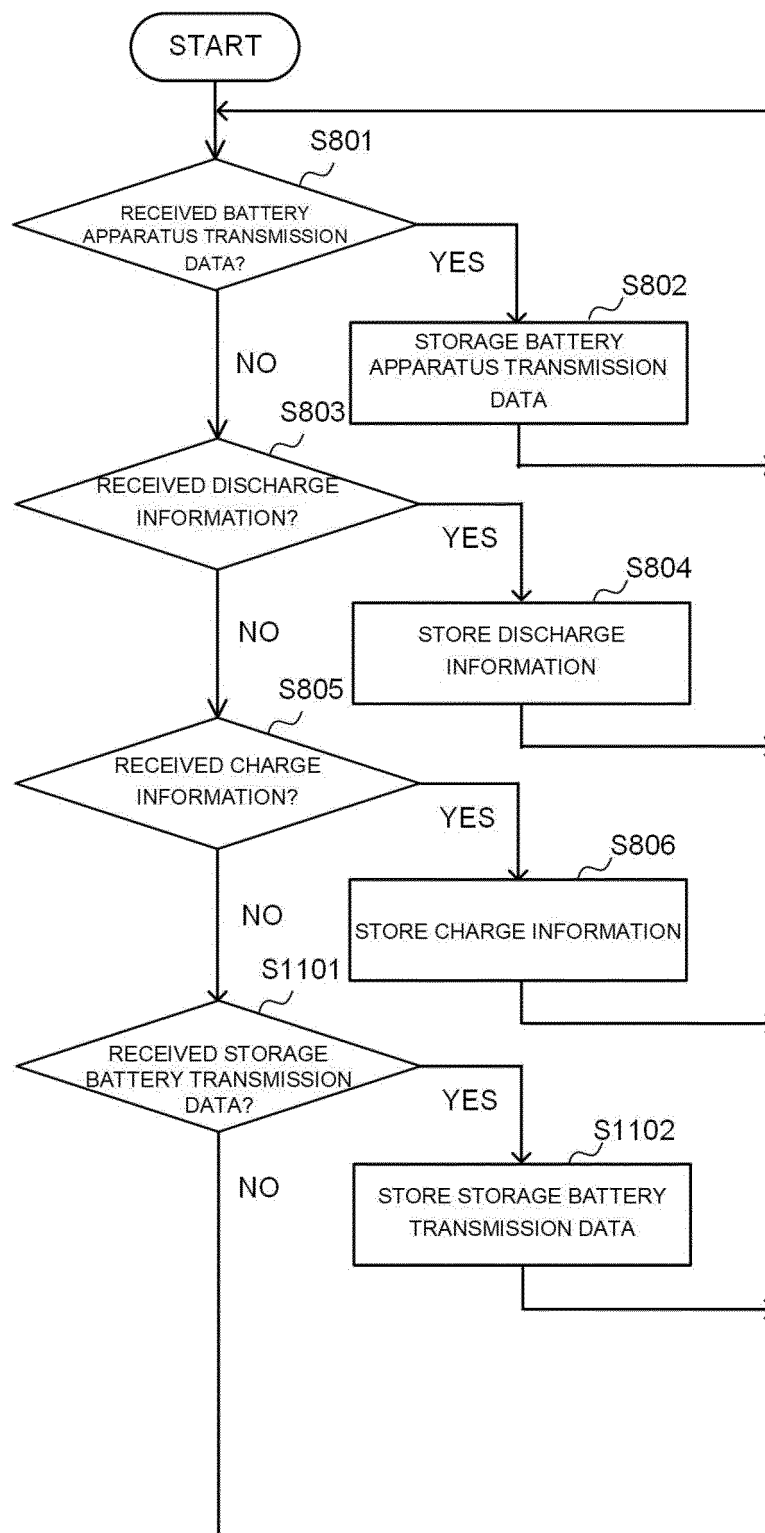 START
S801
RECEIVED BATTERY
APPARATUS TRANSMISSION
DATA?
YES
S802
STORAGE BATTERY
APPARATUS TRANSMISSION
DATA
NO
S803
RECEIVED DISCHARGE
INFORMATION?
YES
S804
STORE DISCHARGE
INFORMATION
NO
S805
RECEIVED CHARGE
INFORMATION?
YES
S806
STORE CHARGE INFORMATION
NO
S1101
RECEIVED STORAGE
BATTERY TRANSMISSION
DATA?
YES
S1102
STORE STORAGE BATTERY
TRANSMISSION DATA
NO